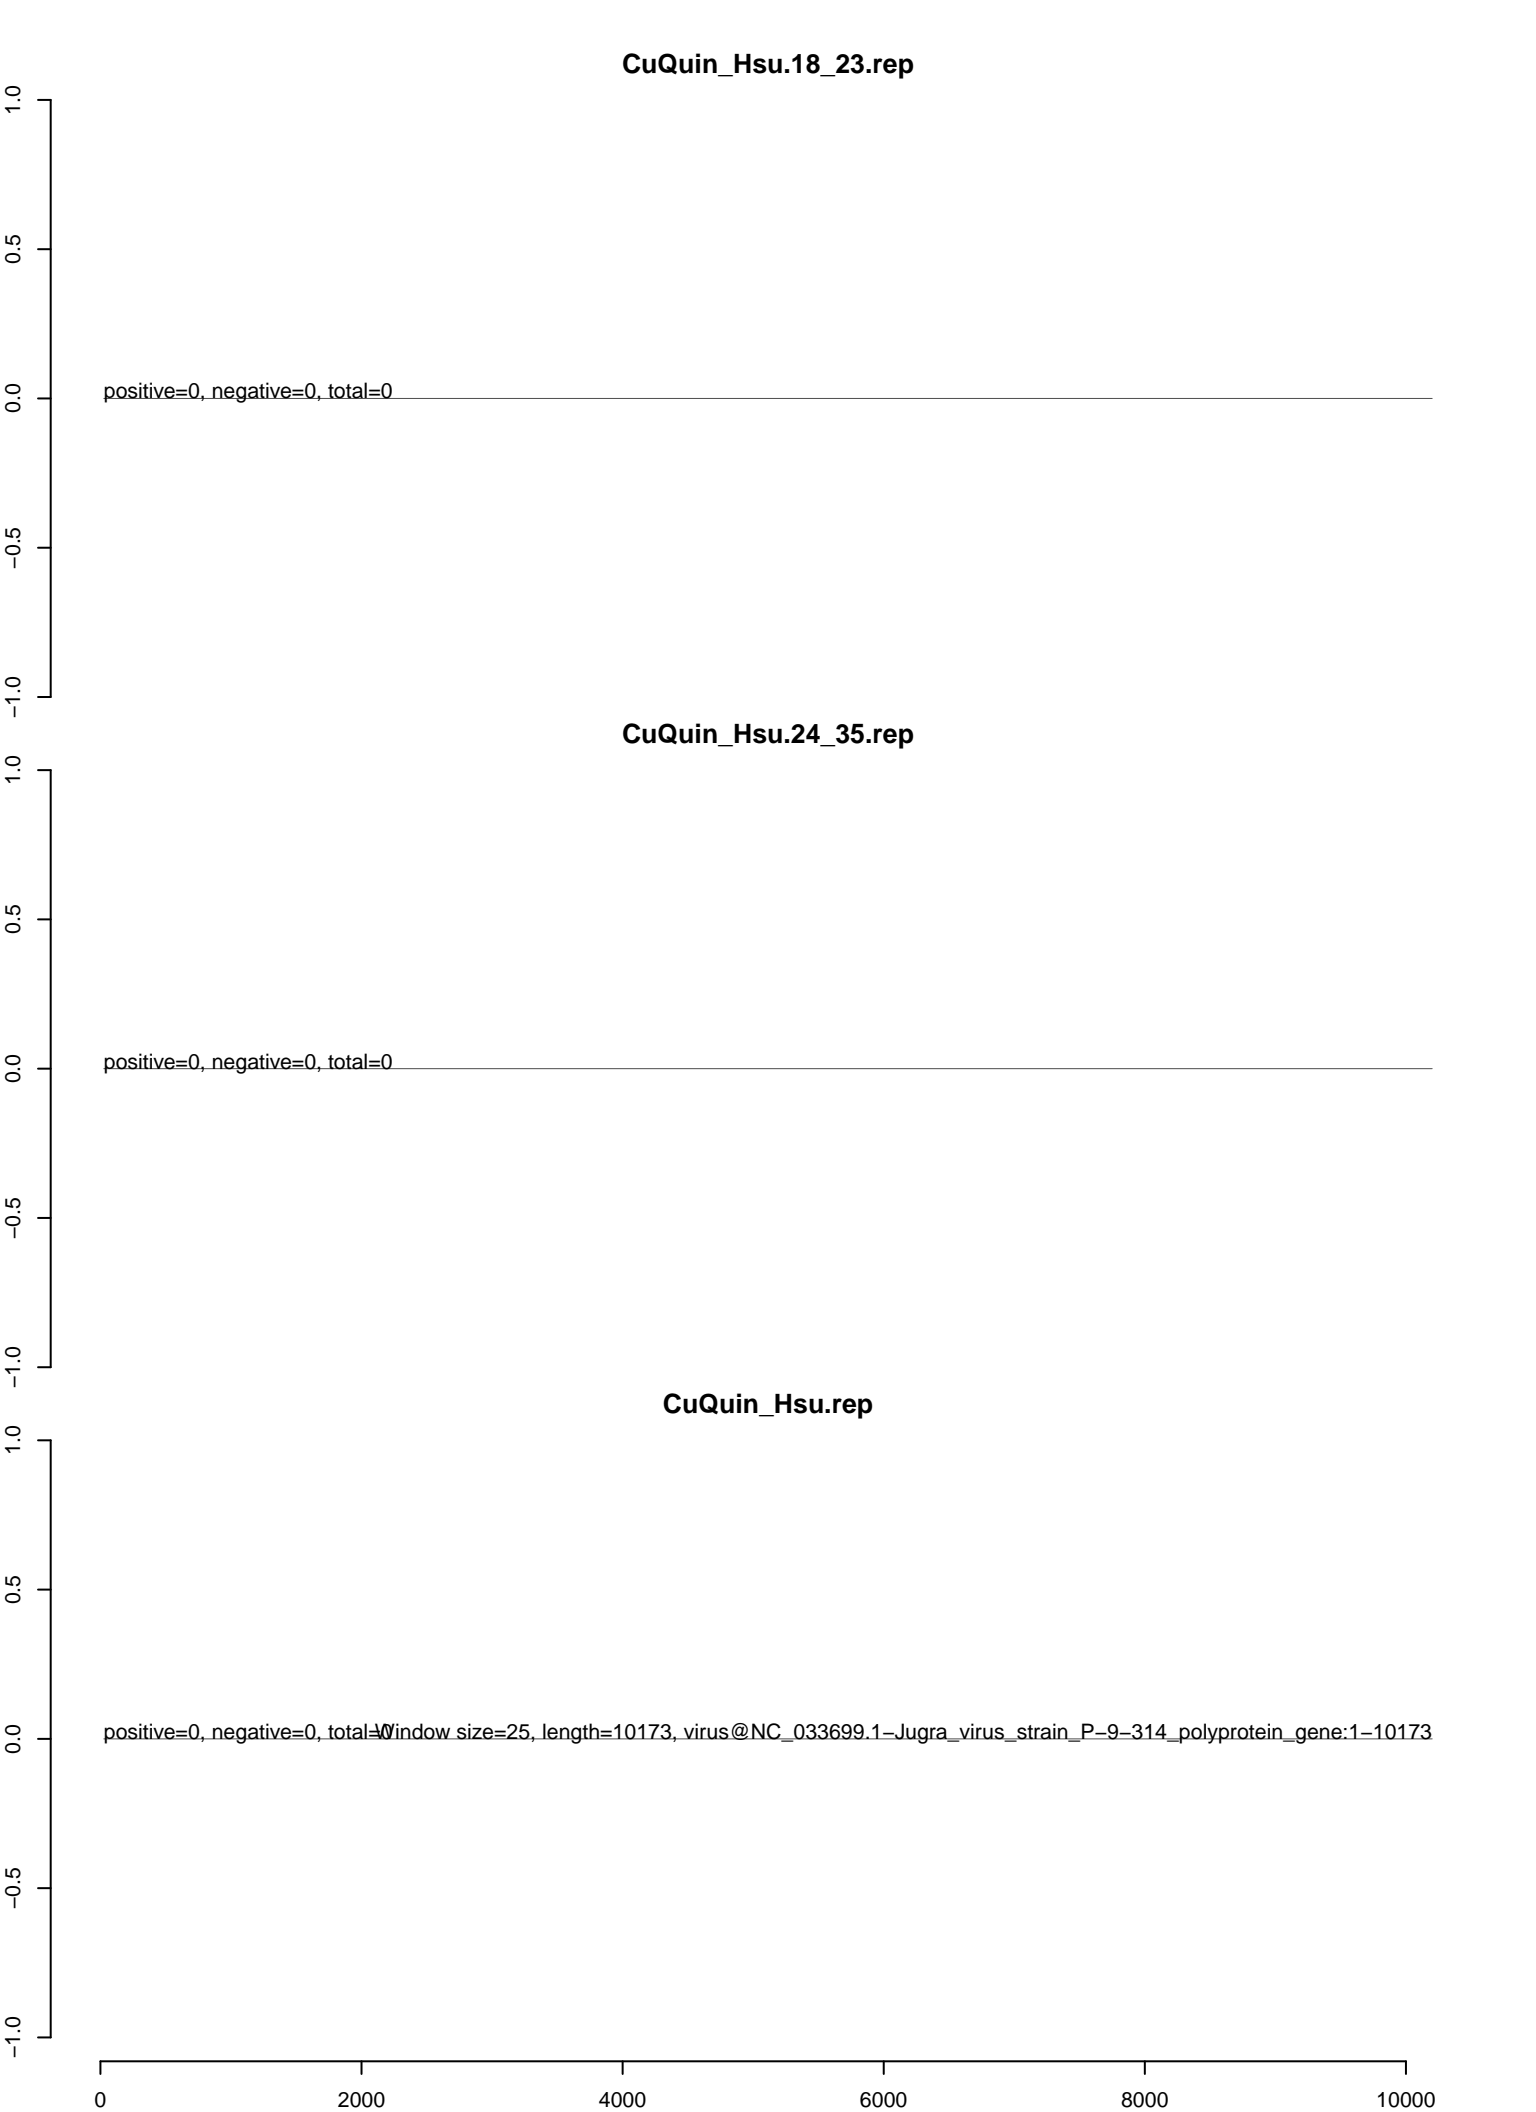 CuQuin_Hsu.18_23.rep
1.0
0.5
0.0
−0.5
−1.0
positive=0, negative=0, total=0
CuQuin_Hsu.24_35.rep
1.0
0.5
0.0
−0.5
−1.0
positive=0, negative=0, total=0
CuQuin_Hsu.rep
1.0
0.5
0.0
−0.5
−1.0
positive=0, negative=0, total=0
Window size=25, length=10173, virus@NC_033699.1−Jugra_virus_strain_P−9−314_polyprotein_gene:1−10173
0 2000 4000 6000 8000 10000